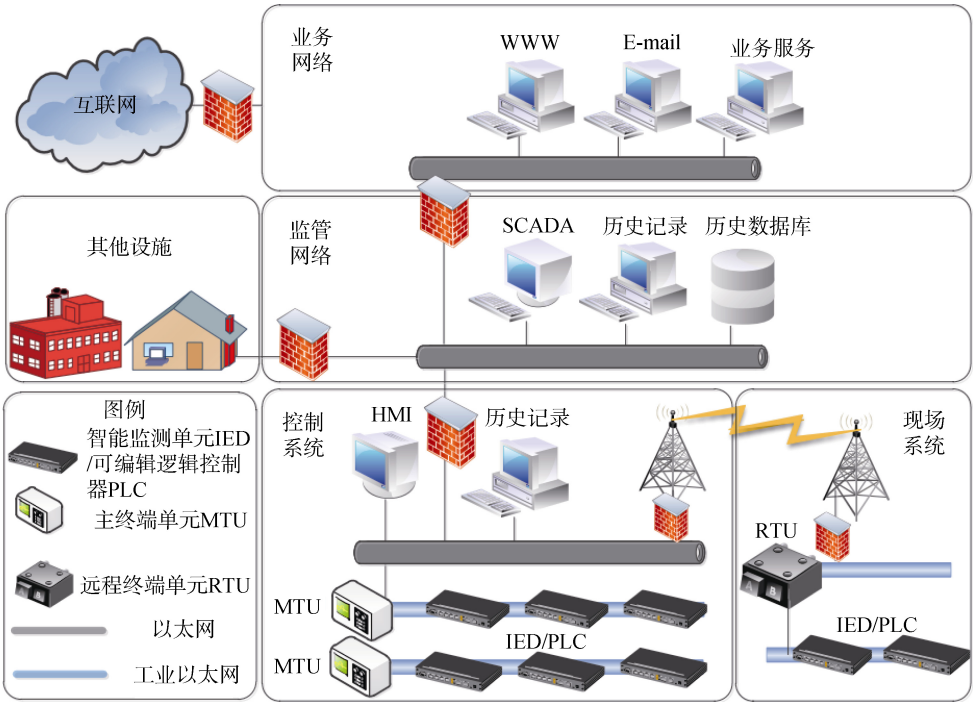 业务
网络
WWW
E-mail
业务服务
互联网
其他设施
监管
网络
SCADA
历史记录
历史数据库
图例
智能监测单元IED
/可编辑逻辑控制
器PLC
主终端单元MTU
远程终端单元RTU
以太网
工业以太网
控制
系统
HMI
历史记录
MTU
IED/PLC
MTU
现场
系统
RTU
A B
IED/PLC